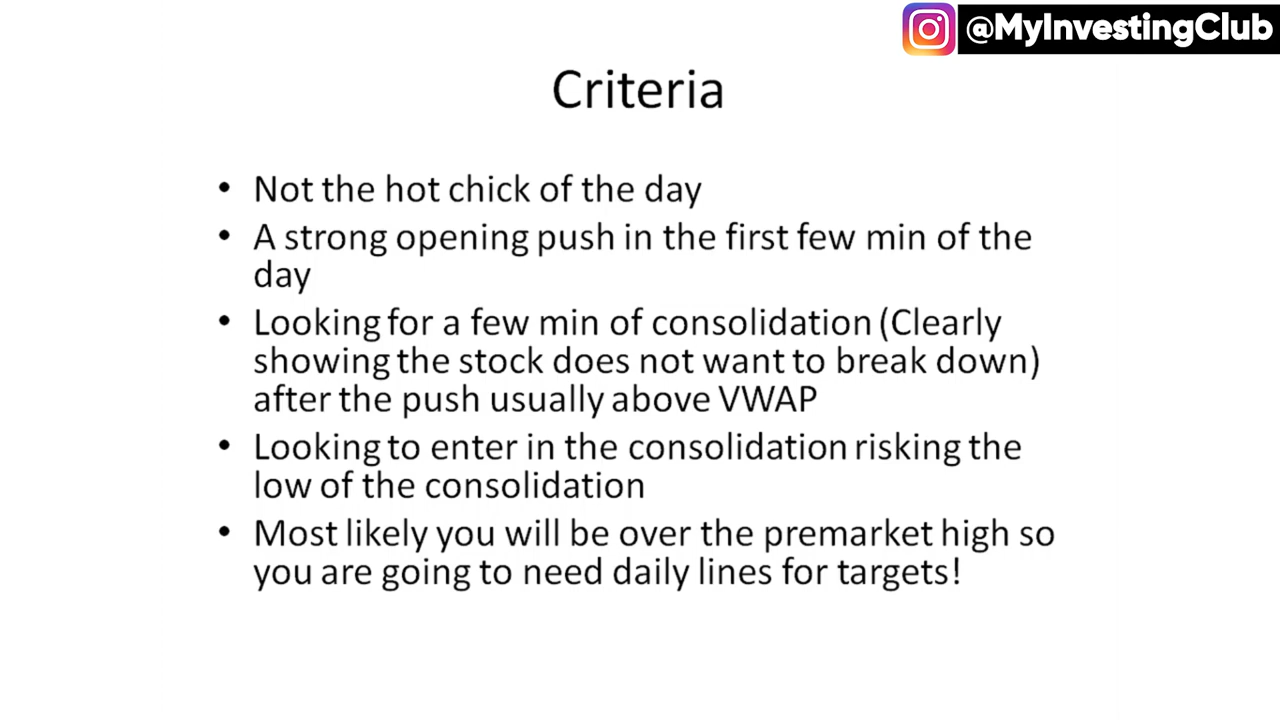 @MyInvestingClub
Criteria
• Not the hot chick of the day
• A strong opening push in the first few min of the
day
• Looking for a few min of consolidation (Clearly
showing the stock does not want to break down)
after the push usually above VWAP
• Looking to enter in the consolidation risking the
low of the consolidation
• Most likely you will be over the premarket high so
you are going to need daily lines for targets!